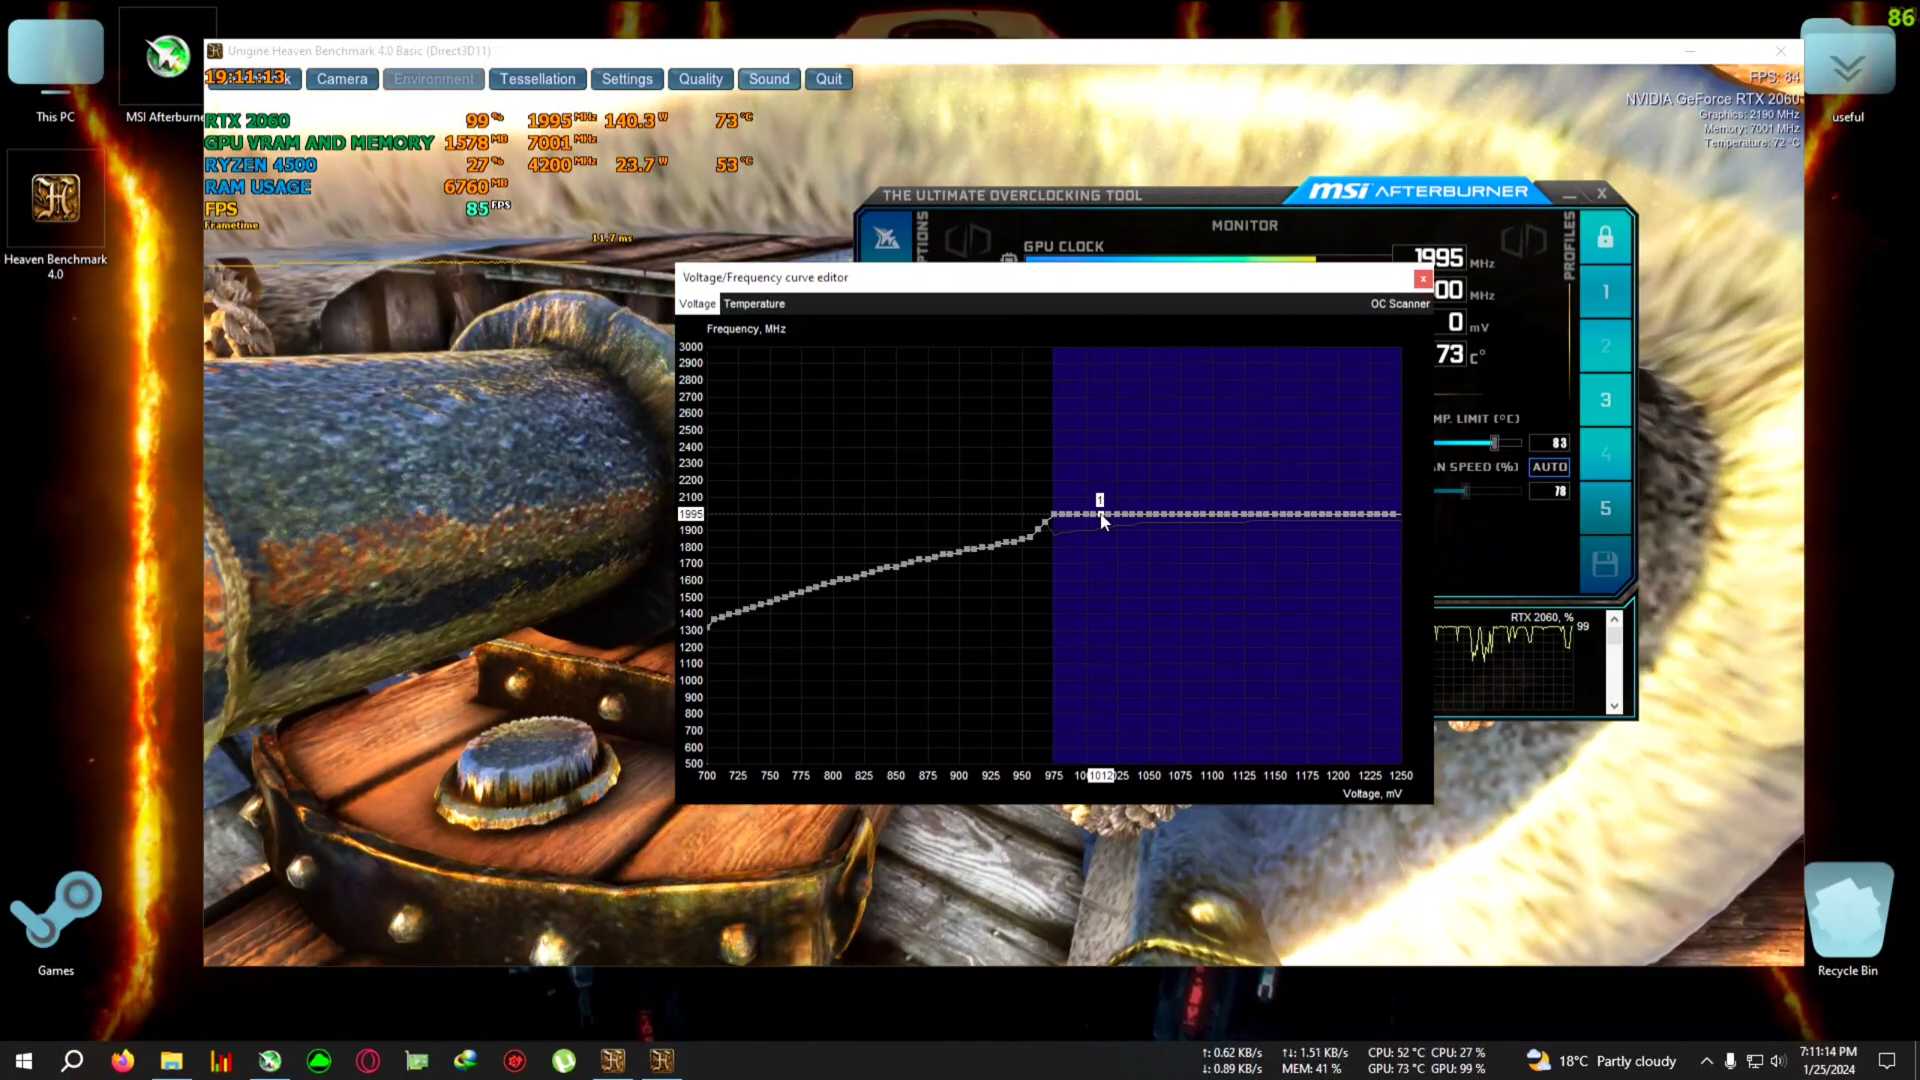 86
Unigine Heaven Benchmark 4.0 Basic (Direct3D11)
19:11:13
k Camera Environment Tessellation Settings Quality Sound Quit
FPS: 84
NVIDIA GeForce RTX 2060
Graphics: 2190 MHz
Memory: 7001 MHz
Temperature: 72 °C
This PC
MSI Afterburne
useful
RTX 2060 99 % 1995 MHz 140.3 W 73 °C
GPU VRAM AND MEMORY 1578 MB 7001 MHz
RYZEN 4500 27 % 4200 MHz 23.7 W 53 °C
RAM USAGE 6760 MB
FPS 85 FPS
Frametime
11.7 ms
Heaven Benchmark
4.0
THE ULTIMATE OVERCLOCKING TOOL
msi AFTERBURNER
MONITOR
GPU CLOCK
1995 MHz
00 MHz
0 mV
73 C°
PTIONS
PROFILES
1
2
3
4
5
MP. LIMIT (°C)
83
AN SPEED (%) AUTO
78
RTX 2060, %
99
Voltage/Frequency curve editor
x
Voltage Temperature OC Scanner
Frequency, MHz
3000
2900
2800
2700
2600
2500
2400
2300
2200
2100
1995
1900
1800
1700
1600
1500
1400
1300
1200
1100
1000
900
800
700
600
500
1
700 725 750 775 800 825 850 875 900 925 950 975 10 1012 25 1050 1075 1100 1125 1150 1175 1200 1225 1250
Voltage, mV
Games
Recycle Bin
↑: 0.62 KB/s
↓: 0.89 KB/s
↑↓: 1.51 KB/s
MEM: 41 %
CPU: 52 °C CPU: 27 %
GPU: 73 °C GPU: 99 %
18°C Partly cloudy
7:11:14 PM
1/25/2024